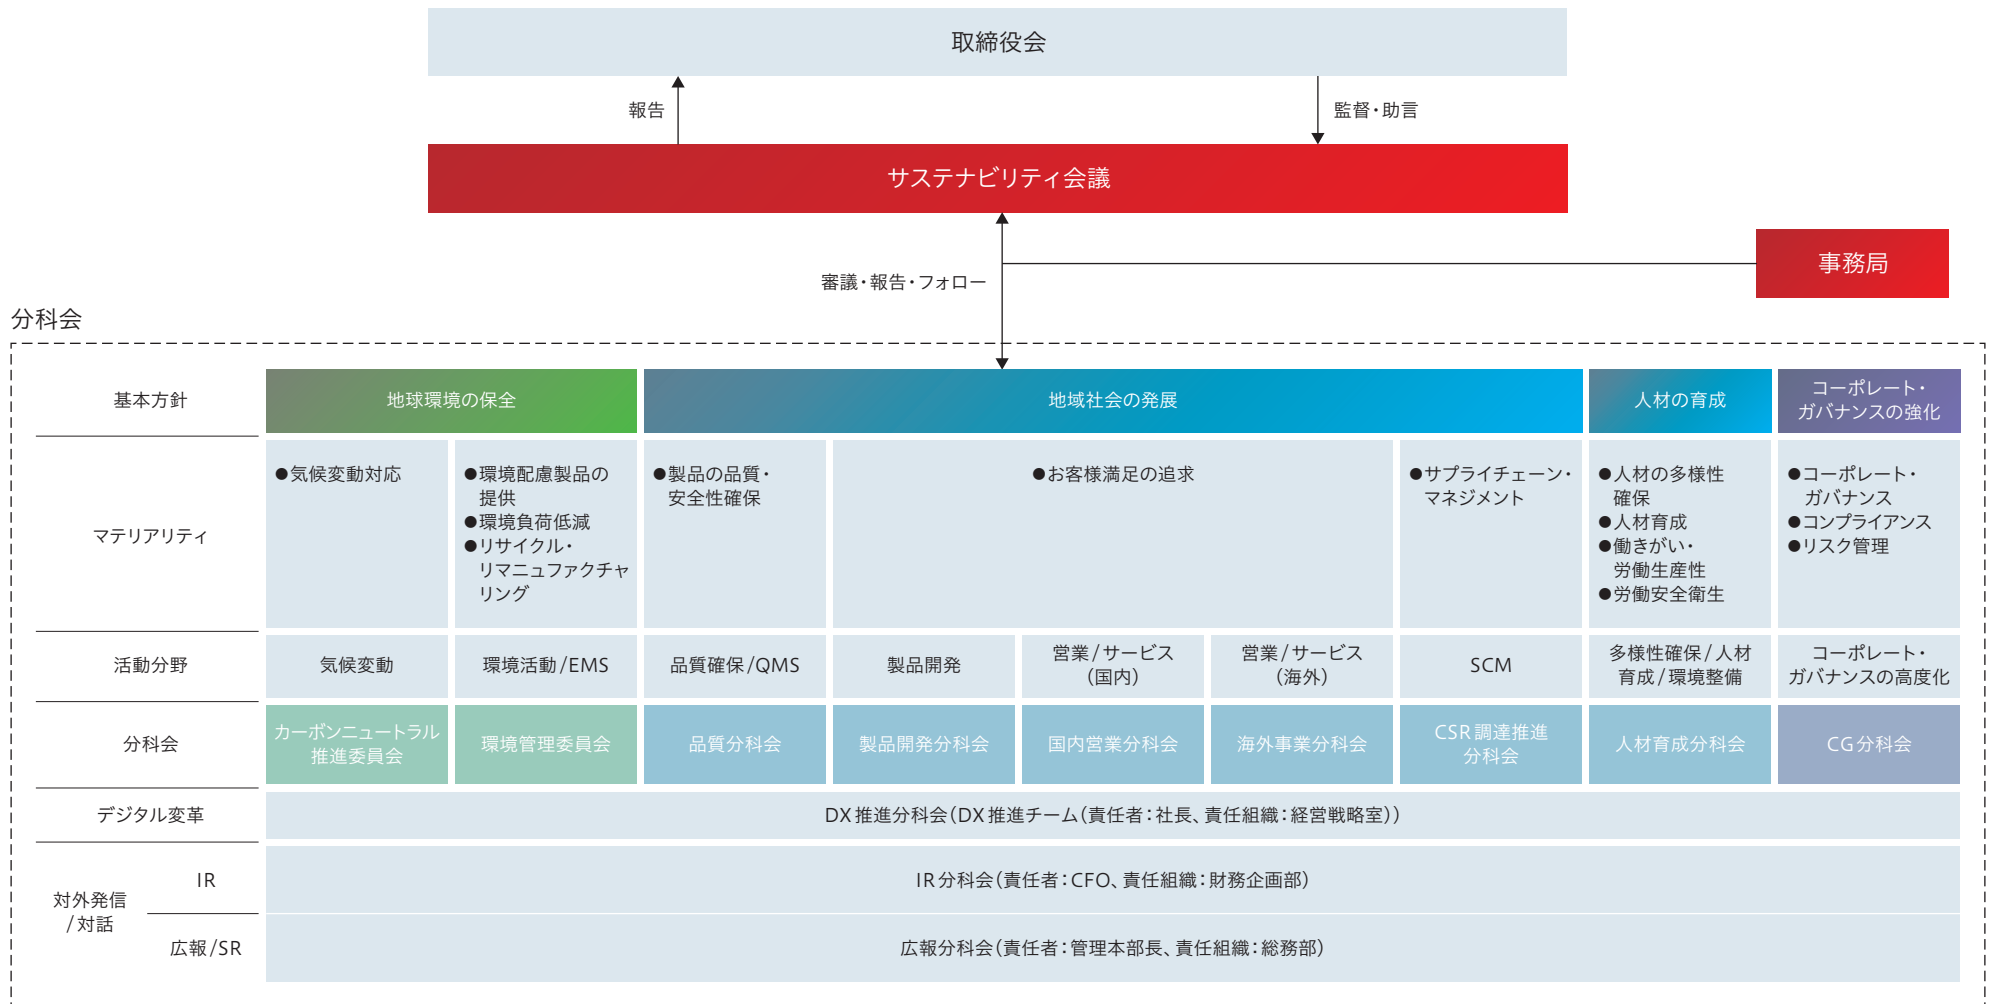 取締役会
報告
監督・助言
サステナビリティ会議
事務局
審議・報告・フォロー
分科会
基本方針
地球環境の保全
地域社会の発展
人材の育成
コーポレート・
ガバナンスの強化
マテリアリティ
●気候変動対応
●環境配慮製品の
提供
●環境負荷低減
●リサイクル・
リマニュファクチャ
リング
●製品の品質・
安全性確保
●お客様満足の追求
●サプライチェーン・
マネジメント
●人材の多様性
確保
●人材育成
●働きがい・
労働生産性
●労働安全衛生
●コーポレート・
ガバナンス
●コンプライアンス
●リスク管理
活動分野
気候変動
環境活動/EMS
品質確保/QMS
製品開発
営業/サービス
(国内)
営業/サービス
(海外)
SCM
多様性確保/人材
育成/環境整備
コーポレート・
ガバナンスの高度化
分科会
カーボンニュートラル
推進委員会
環境管理委員会
品質分科会
製品開発分科会
国内営業分科会
海外事業分科会
CSR調達推進
分科会
人材育成分科会
CG分科会
デジタル変革
DX推進分科会(DX推進チーム(責任者:社長、責任組織:経営戦略室))
対外発信
/対話
IR
IR分科会(責任者:CFO、責任組織:財務企画部)
広報/SR
広報分科会(責任者:管理本部長、責任組織:総務部)